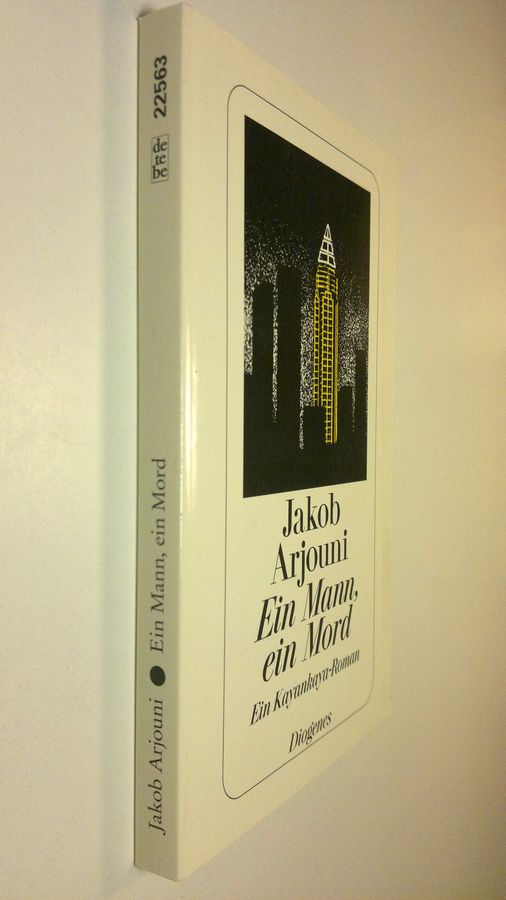 Jakob Arjouni ● Ein Mann, ein Mord
de
te
be
22563
Jakob
Arjouni
Ein Mann,
ein Mord
Ein Kayankaya-Roman
Diogenes